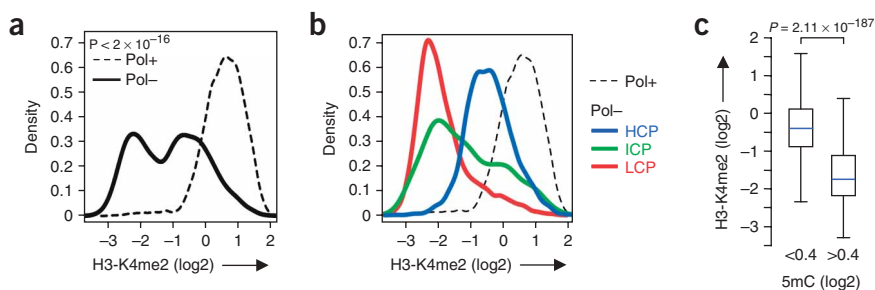 a
P < 2 × 10−16
Pol+
Pol−
Density
0.7
0.6
0.5
0.4
0.3
0.2
0.1
0
−3 −2 −1 0 1 2
H3-K4me2 (log2)
b
Density
0.7
0.6
0.5
0.4
0.3
0.2
0.1
0
−3 −2 −1 0 1 2
H3-K4me2 (log2)
Pol+
Pol−
HCP
ICP
LCP
c
P = 2.11 × 10−187
H3-K4me2 (log2)
2
1
0
−1
−2
−3
<0.4 >0.4
5mC (log2)